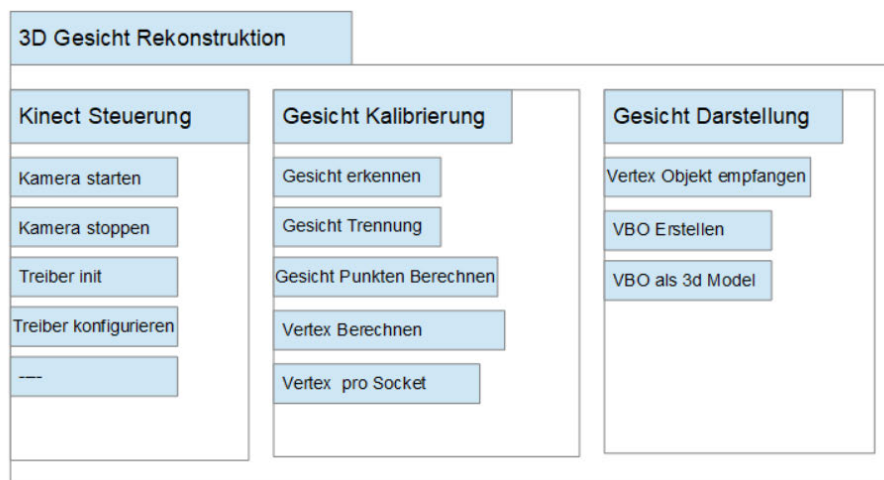 3D Gesicht Rekonstruktion
Kinect Steuerung
Kamera starten
Kamera stoppen
Treiber init
Treiber konfigurieren
----
Gesicht Kalibrierung
Gesicht erkennen
Gesicht Trennung
Gesicht Punkten Berechnen
Vertex Berechnen
Vertex pro Socket
Gesicht Darstellung
Vertex Objekt empfangen
VBO Erstellen
VBO als 3d Model